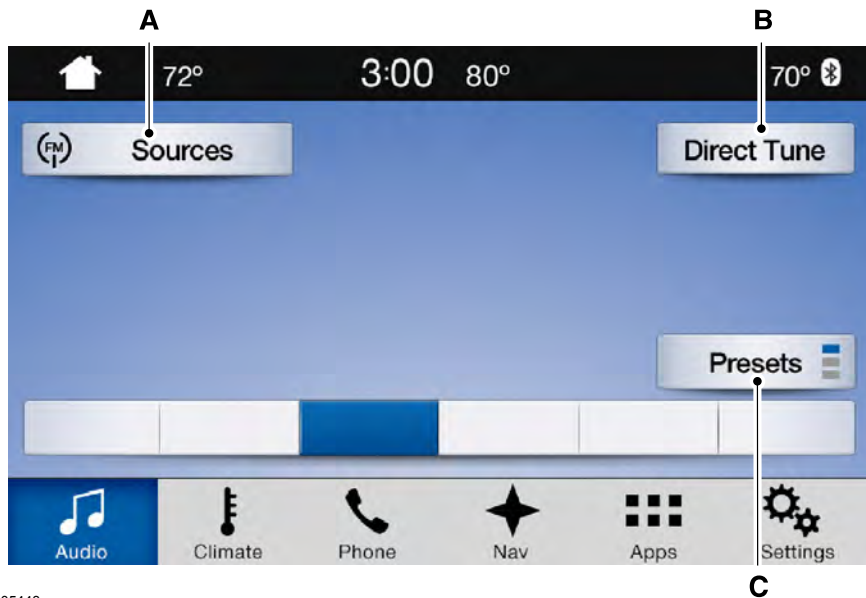 A
B
72° 3:00 80° 70°
FM Sources
Direct Tune
Presets
Audio Climate Phone Nav Apps Settings
C